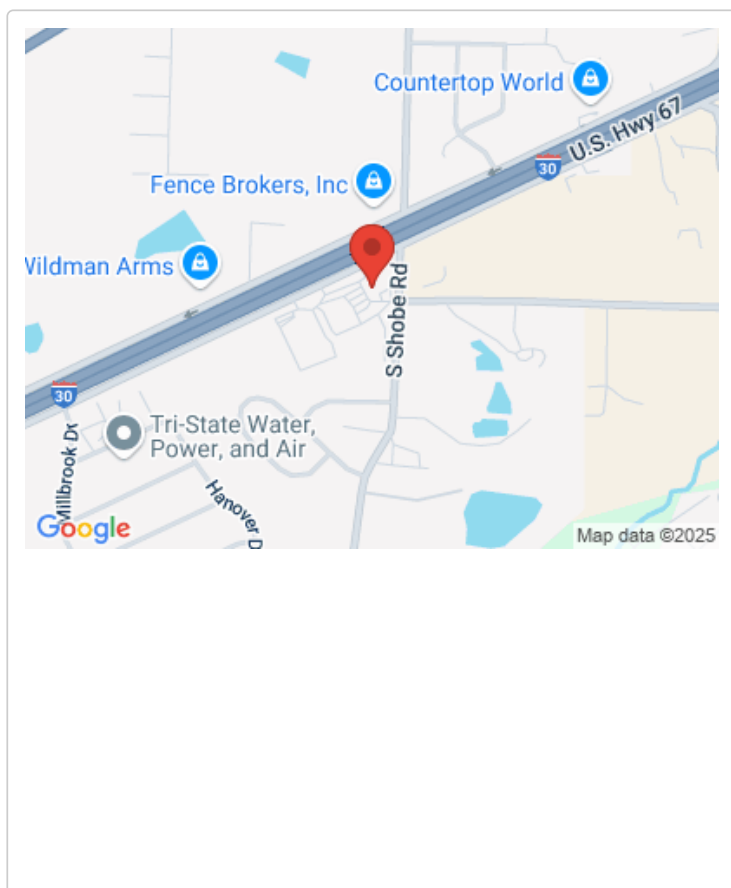 Countertop World
U.S. Hwy 67
30
Fence Brokers, Inc
Wildman Arms
S Shobe Rd
30
Tri-State Water,
Power, and Air
Millbrook Dr
Hanover D
Google
Map data ©2025